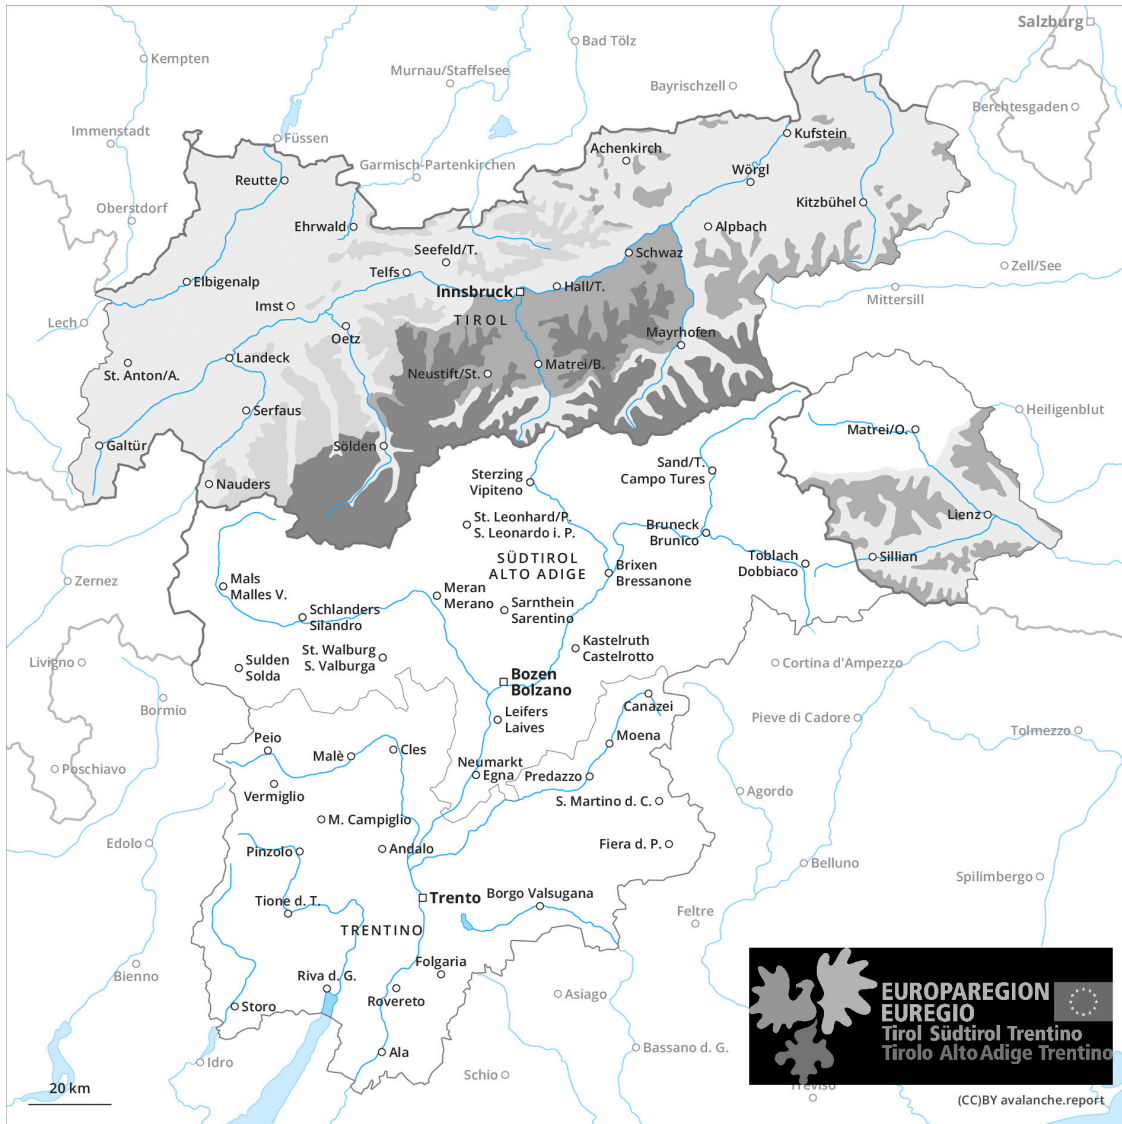 Salzburg
Bad Tölz
Kempten
Murnau/Staffelsee
Bayrischzell
Berchtesgaden
Immenstadt
Füssen
Kufstein
Achenkirch
Garmisch-Partenkirchen
Wörgl
Reutte
Kitzbühel
Oberstdorf
Ehrwald
Alpbach
Seefeld/T.
Schwaz
Telfs
Zell/See
Elbigenalp
Innsbruck
Hall/T.
Mittersill
Imst
TIROL
Lech
Mayrhofen
Oetz
Landeck
Matrei/B.
St. Anton/A.
Neustift/St.
Serfaus
Heiligenblut
Matrei/O.
Galtür
Sölden
Sterzing
Vipiteno
Sand/T.
Campo Tures
Nauders
St. Leonhard/P.
S. Leonardo i. P.
Lienz
Bruneck
Brunico
SÜDTIROL
ALTO ADIGE
Toblach
Dobbiaco
Sillian
Brixen
Bressanone
Zernez
Mals
Malles V.
Meran
Merano
Sarnthein
Sarentino
Schlanders
Silandro
Kastelruth
Castelrotto
St. Walburg
S. Valburga
Livigno
Sulden
Solda
Cortina d'Ampezzo
Bozen
Bolzano
Bormio
Canazei
Leifers
Laives
Pieve di Cadore
Tolmezzo
Peio
Moena
Malè
Cles
Poschiavo
Neumarkt
Egna
Predazzo
Vermiglio
Agordo
S. Martino d. C.
M. Campiglio
Edolo
Pinzolo
Andalo
Fiera d. P.
Belluno
Spilimbergo
Trento
Borgo Valsugana
Tione d. T.
Feltre
TRENTINO
Folgaria
Bienno
Riva d. G.
Rovereto
Asiago
Storo
EUROPAREGION
EUREGIO
Tirol Südtirol Trentino
Tirolo Alto Adige Trentino
Ala
Bassano d. G.
Idro
Schio
Treviso
20 km
(CC)BY avalanche.report